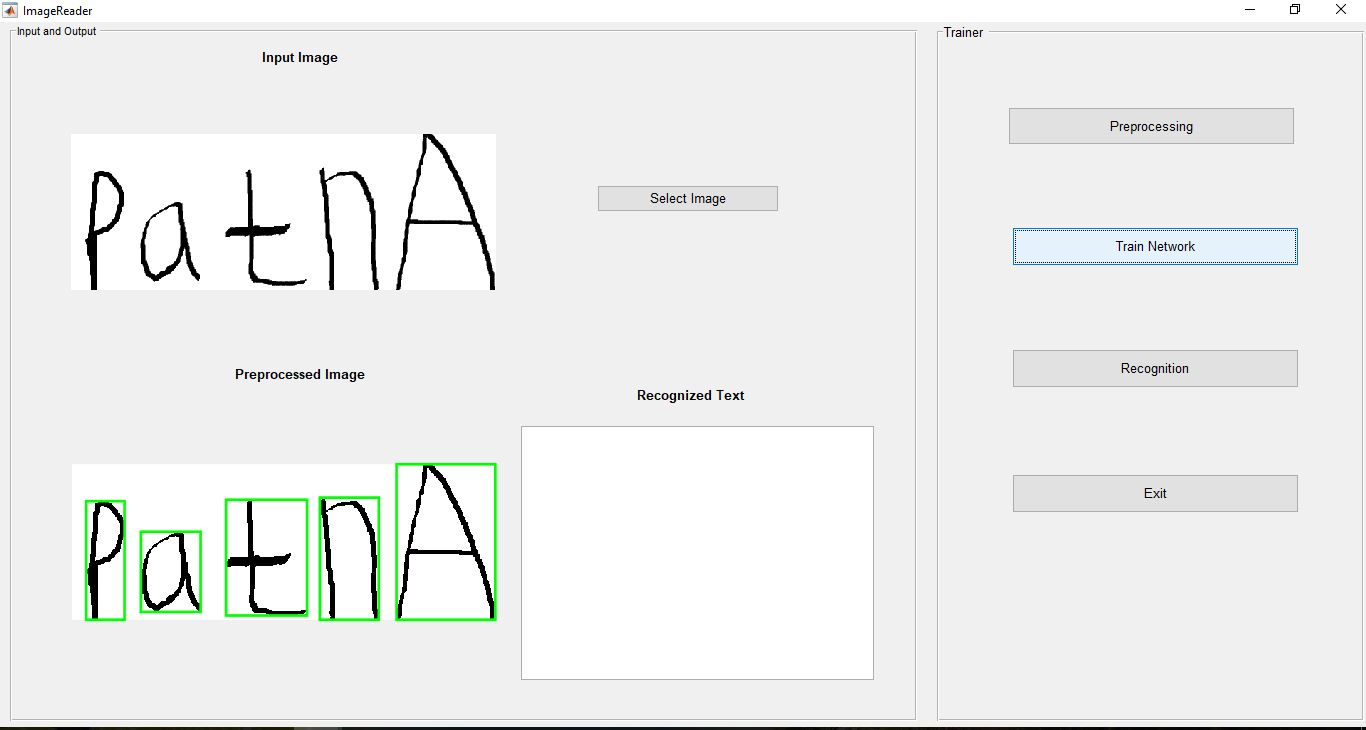 ImageReader
Input and Output
Trainer
Input Image
PatnA
Select Image
Preprocessing
Train Network
Recognition
Exit
Preprocessed Image
PatnA
Recognized Text